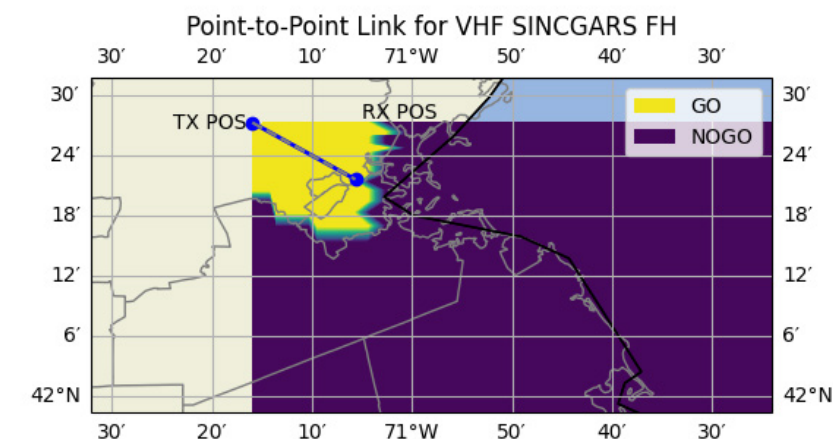 Point-to-Point Link for VHF SINCGARS FH
30′ 20′ 10′ 71°W 50′ 40′ 30′
30′ 30′
GO
RX POS
TX POS
NOGO
24′ 24′
18′ 18′
12′ 12′
6′ 6′
42°N 42°N
30′ 20′ 10′ 71°W 50′ 40′ 30′